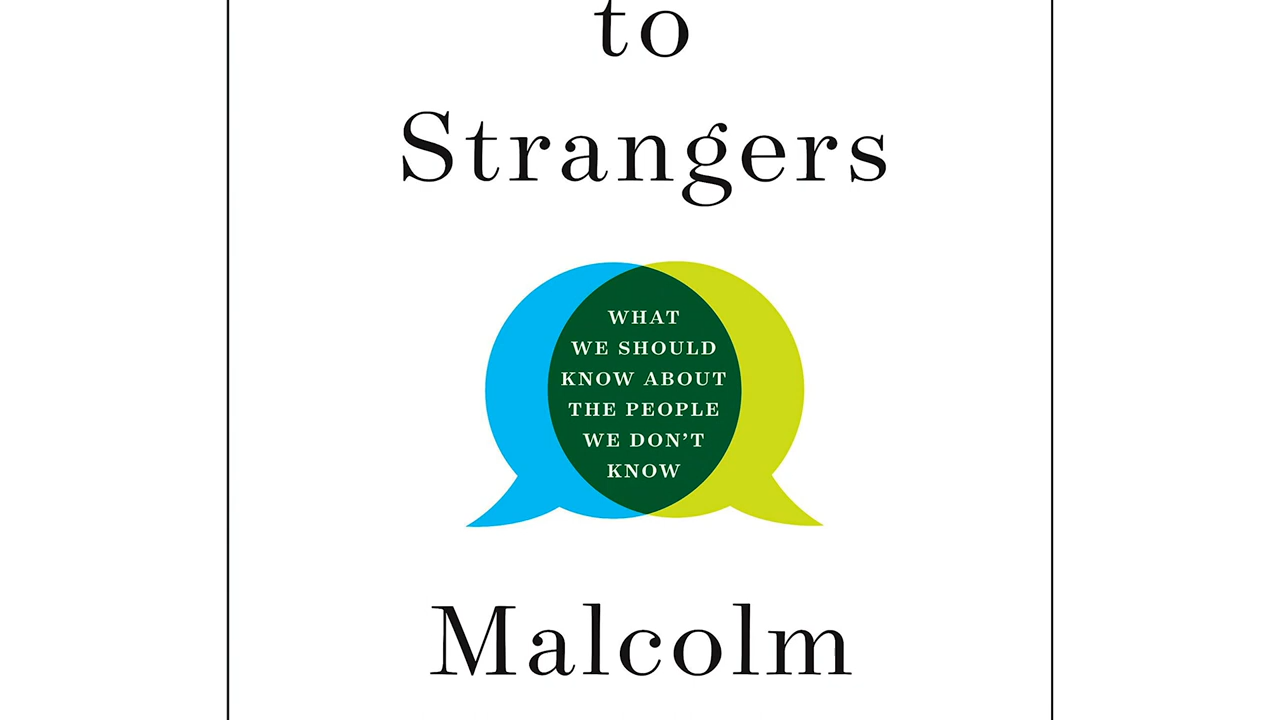 to
Strangers
WHAT
WE SHOULD
KNOW ABOUT
THE PEOPLE
WE DON’T
KNOW
Malcolm